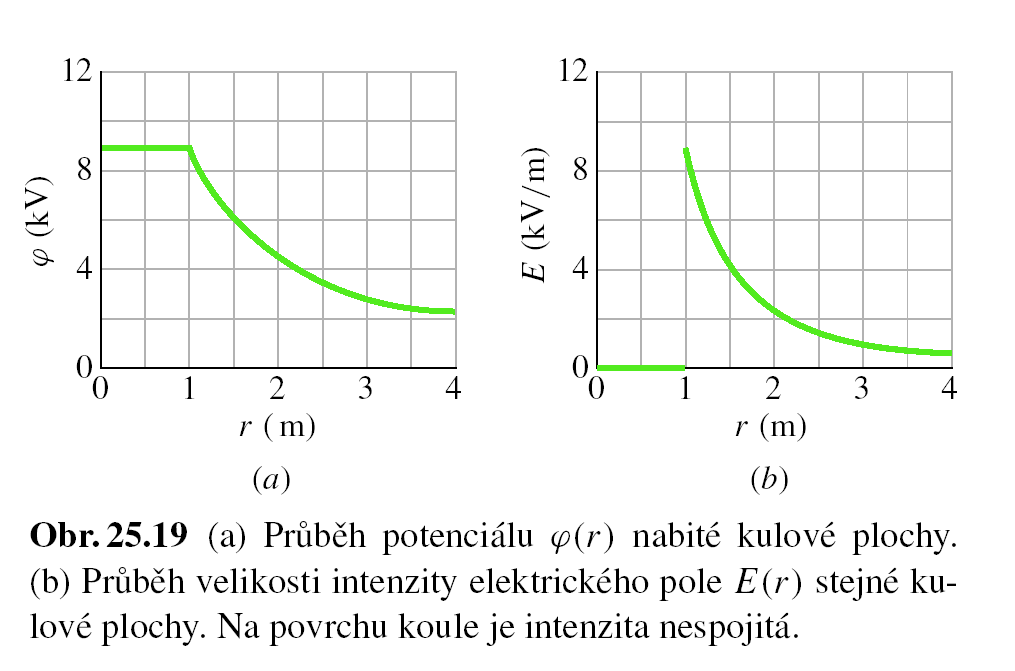 12
8
4
0
φ (kV)
0 1 2 3 4
r ( m)
(a)
12
8
4
0
E (kV/m)
0 1 2 3 4
r (m)
(b)
Obr. 25.19 (a) Průběh potenciálu φ(r) nabité kulové plochy.
(b) Průběh velikosti intenzity elektrického pole E(r) stejné ku-
lové plochy. Na povrchu koule je intenzita nespojitá.